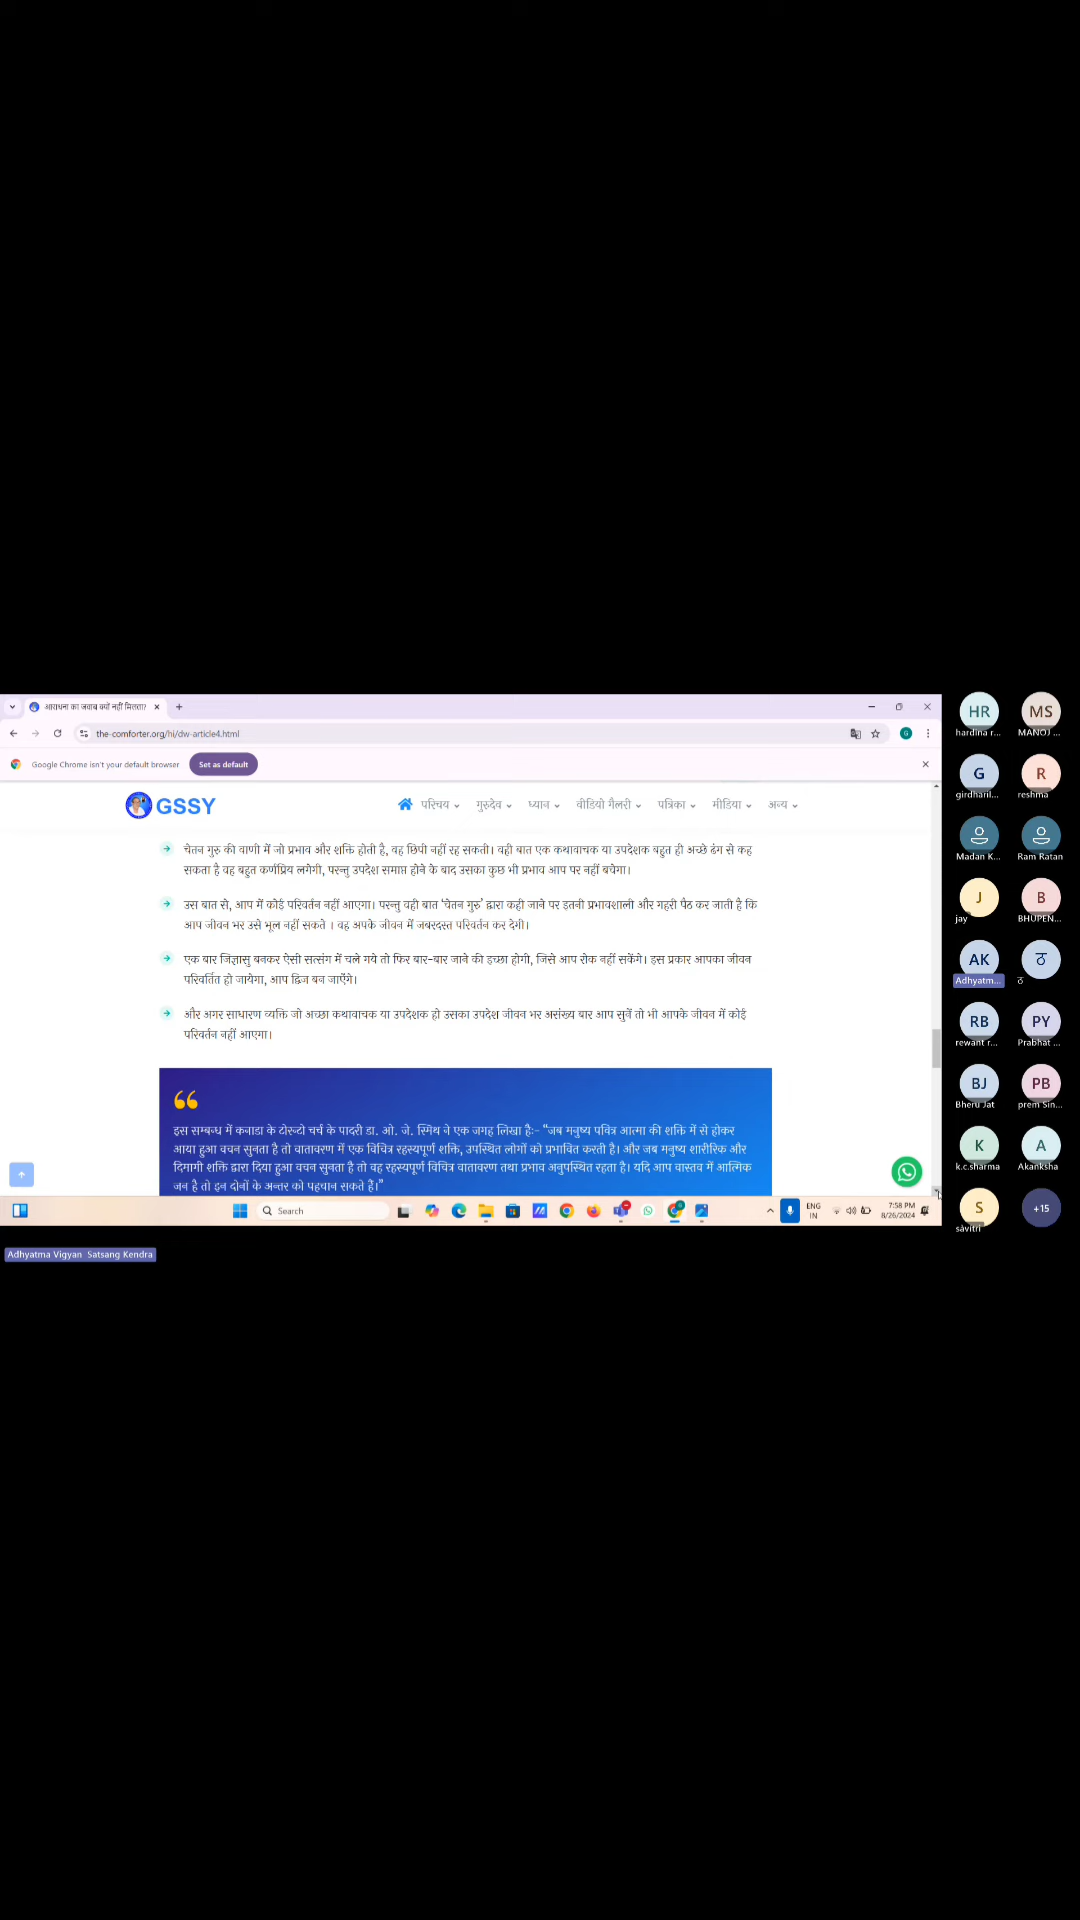 आराधना का जवाब क्यों नहीं मिलता?
the-comforter.org/hi/dw-article4.html
Google Chrome isn't your default browser Set as default
GSSY परिचय गुरुदेव ध्यान वीडियो गैलरी पत्रिका मीडिया अन्य
चेतन गुरु की वाणी में जो प्रभाव और शक्ति होती है, वह छिपी नहीं रह सकती। वही बात एक कथावाचक या उपदेशक बहुत ही अच्छे ढंग से कह
सकता है वह बहुत कर्णप्रिय लगेगी, परन्तु उपदेश समाप्त होने के बाद उसका कुछ भी प्रभाव आप पर नहीं बचेगा।
उस बात से, आप में कोई परिवर्तन नहीं आएगा। परन्तु वही बात ‘चेतन गुरु’ द्वारा कही जाने पर इतनी प्रभावशाली और गहरी पैठ कर जाती है कि
आप जीवन भर उसे भूल नहीं सकते । वह अपके जीवन में जबरदस्त परिवर्तन कर देगी।
एक बार जिज्ञासु बनकर ऐसी सत्संग में चले गये तो फिर बार-बार जाने की इच्छा होगी, जिसे आप रोक नहीं सकेंगे। इस प्रकार आपका जीवन
परिवर्तित हो जायेगा, आप द्विज बन जाएँगे।
और अगर साधारण व्यक्ति जो अच्छा कथावाचक या उपदेशक हो उसका उपदेश जीवन भर असंख्य बार आप सुनें तो भी आपके जीवन में कोई
परिवर्तन नहीं आएगा।
“
इस सम्बन्ध में कनाडा के टोरन्टो चर्च के पादरी डा. ओ. जे. स्मिथ ने एक जगह लिखा हैः- “जब मनुष्य पवित्र आत्मा की शक्ति में से होकर
आया हुआ वचन सुनता है तो वातावरण में एक विचित्र रहस्यपूर्ण शक्ति, उपस्थित लोगों को प्रभावित करती है। और जब मनुष्य शारीरिक और
दिमागी शक्ति द्वारा दिया हुआ वचन सुनता है तो वह रहस्यपूर्ण विचित्र वातावरण तथा प्रभाव अनुपस्थित रहता है। यदि आप वास्तव में आत्मिक
जन है तो इन दोनों के अन्तर को पहचान सकते हैं।”
Search
ENG
IN
7:58 PM
8/26/2024
Adhyatma Vigyan Satsang Kendra
HR MS
hardina r... MANOJ ...
G R
girdharil... reshma
Madan K... Ram Ratan
J B
jay BHUPEN...
AK ठ
Adhyatm... ठ
RB PY
rewant r... Prabhat ...
BJ PB
Bheru Jat prem Sin...
K A
k.c.sharma Akanksha
S +15
savitri